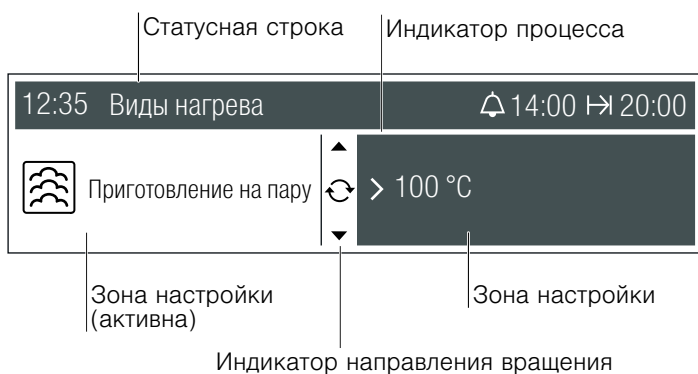 Статусная строка
Индикатор процесса
12:35 Виды нагрева 14:00 20:00
Приготовление на пару > 100 °C
Зона настройки
(активна)
Зона настройки
Индикатор направления вращения